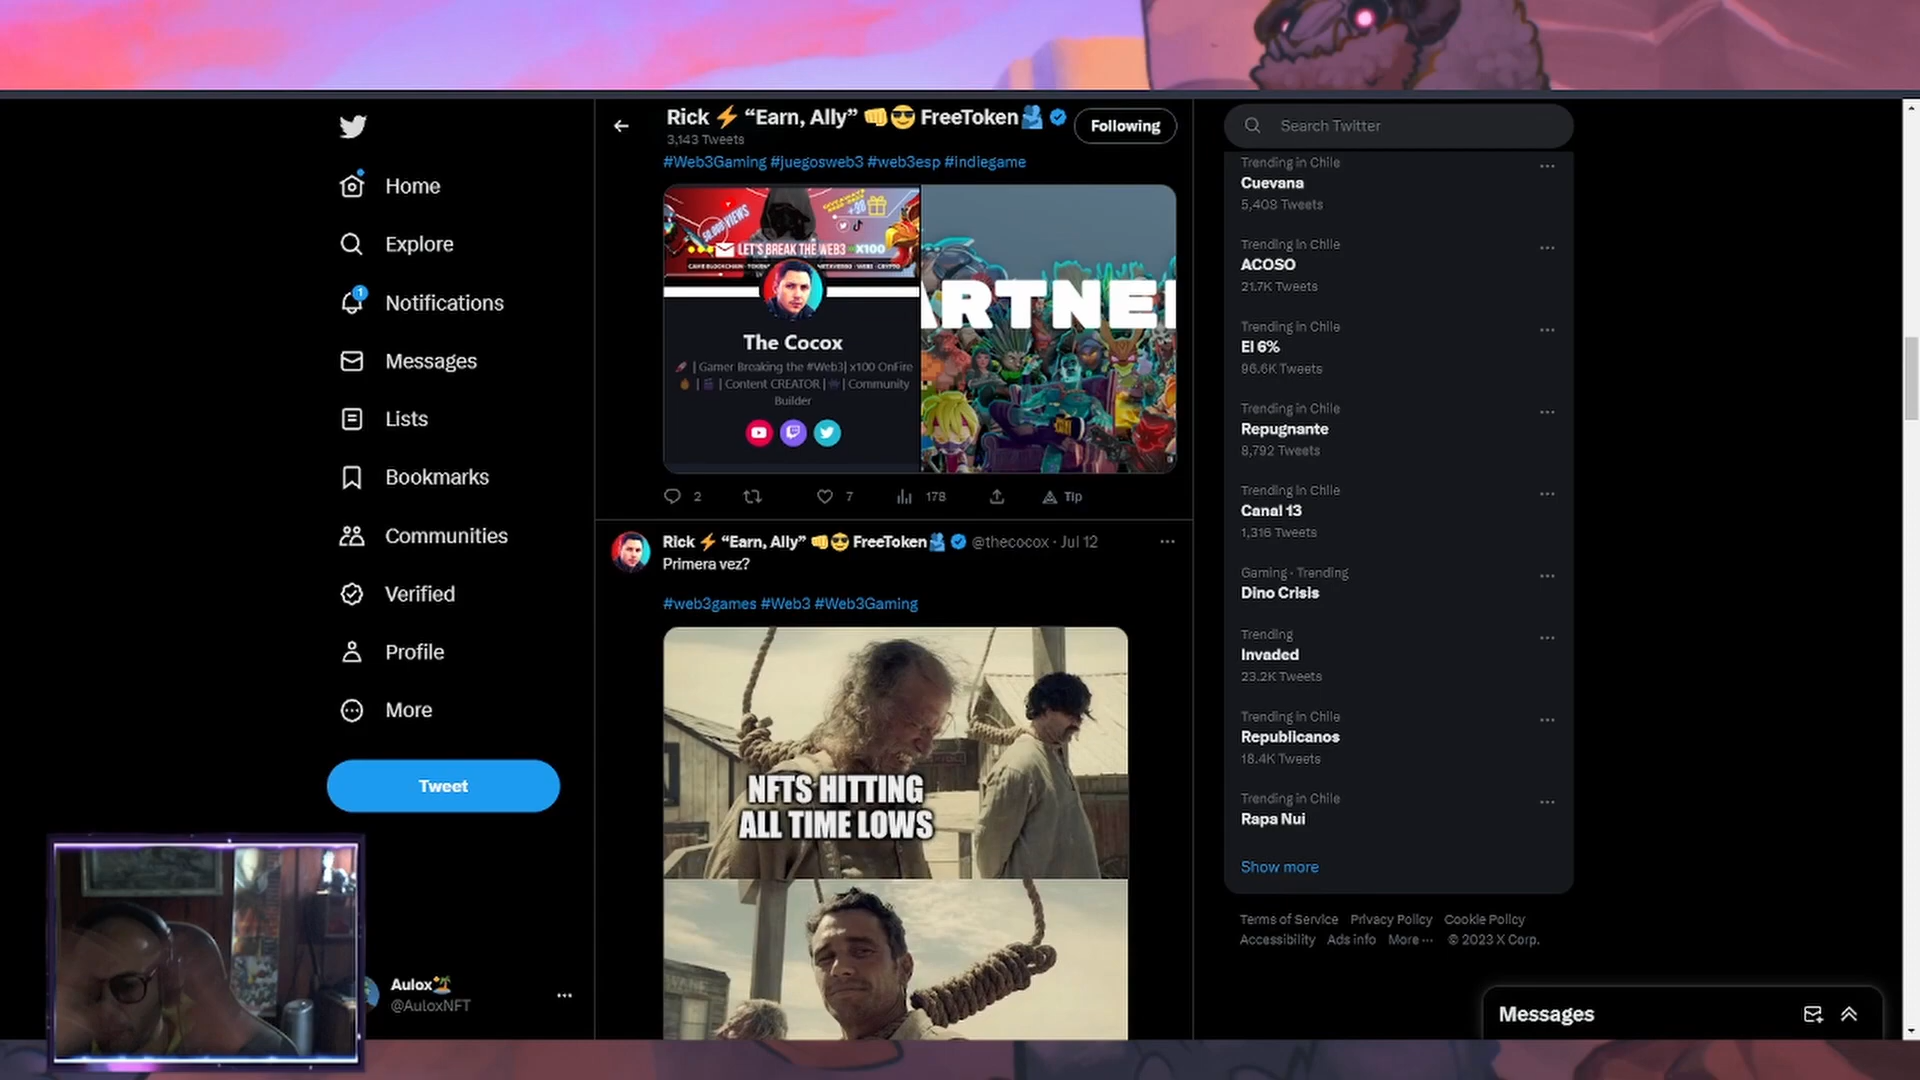 Home
Explore
1
Notifications
Messages
Lists
Bookmarks
Communities
Verified
Profile
More
Tweet
Aulox🏝️
@AuloxNFT
Rick ⚡ “Earn, Ally” 👊😎 FreeToken🫂
3,143 Tweets
Following
#Web3Gaming #juegosweb3 #web3esp #indiegame
50.000 VIEWS
GIVEAWAYS
+90
LET'S BREAK THE WEB3
X100
The Cocox
🚀 | Gamer Breaking the #Web3| x100 OnFire
🔥 | | Content CREATOR | | Community
Builder
ARTNE
2
7
178
Tip
Rick ⚡ “Earn, Ally” 👊😎 FreeToken🫂 @thecocox · Jul 12
Primera vez?
#web3games #Web3 #Web3Gaming
NFTS HITTING
ALL TIME LOWS
Search Twitter
Trending in Chile
Cuevana
5,408 Tweets
Trending in Chile
ACOSO
21.7K Tweets
Trending in Chile
El 6%
96.6K Tweets
Trending in Chile
Repugnante
8,792 Tweets
Trending in Chile
Canal 13
1,316 Tweets
Gaming · Trending
Dino Crisis
Trending
Invaded
23.2K Tweets
Trending in Chile
Republicanos
18.4K Tweets
Trending in Chile
Rapa Nui
Show more
Terms of Service Privacy Policy Cookie Policy
Accessibility Ads info More ··· © 2023 X Corp.
Messages